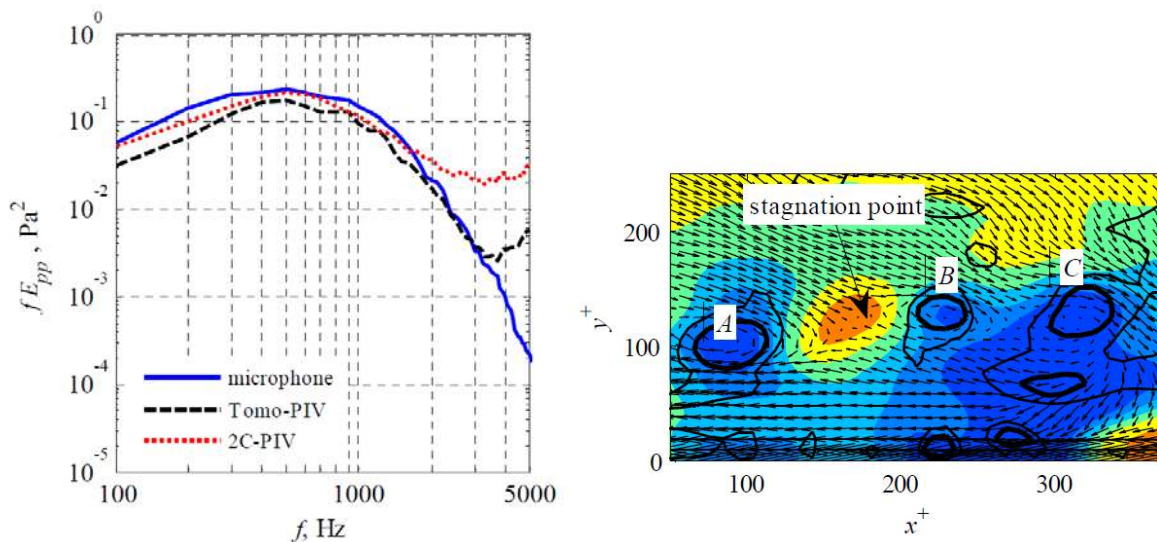 10^0
10^-1
10^-2
10^-3
10^-4
10^-5
f E_pp , Pa^2
microphone
Tomo-PIV
2C-PIV
100
1000
5000
f, Hz
stagnation point
A
B
C
200
100
0
y^+
100
200
300
x^+